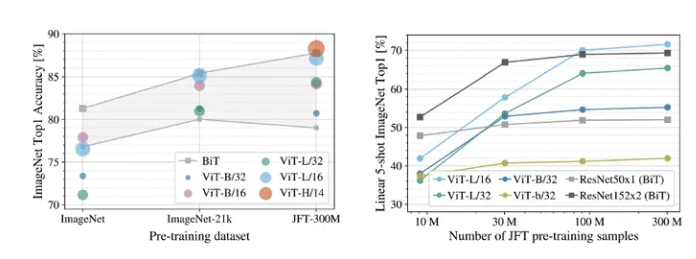 ImageNet Top1 Accuracy [%]
90
85
80
75
70
BiT
ViT-B/32
ViT-B/16
ViT-L/32
ViT-L/16
ViT-H/14
ImageNet
ImageNet-21k
JFT-300M
Pre-training dataset
Linear 5-shot ImageNet Top1 [%]
70
60
50
40
30
ViT-L/16
ViT-L/32
ViT-B/32
ViT-b/32
ResNet50x1 (BiT)
ResNet152x2 (BiT)
10 M
30 M
100 M
300 M
Number of JFT pre-training samples